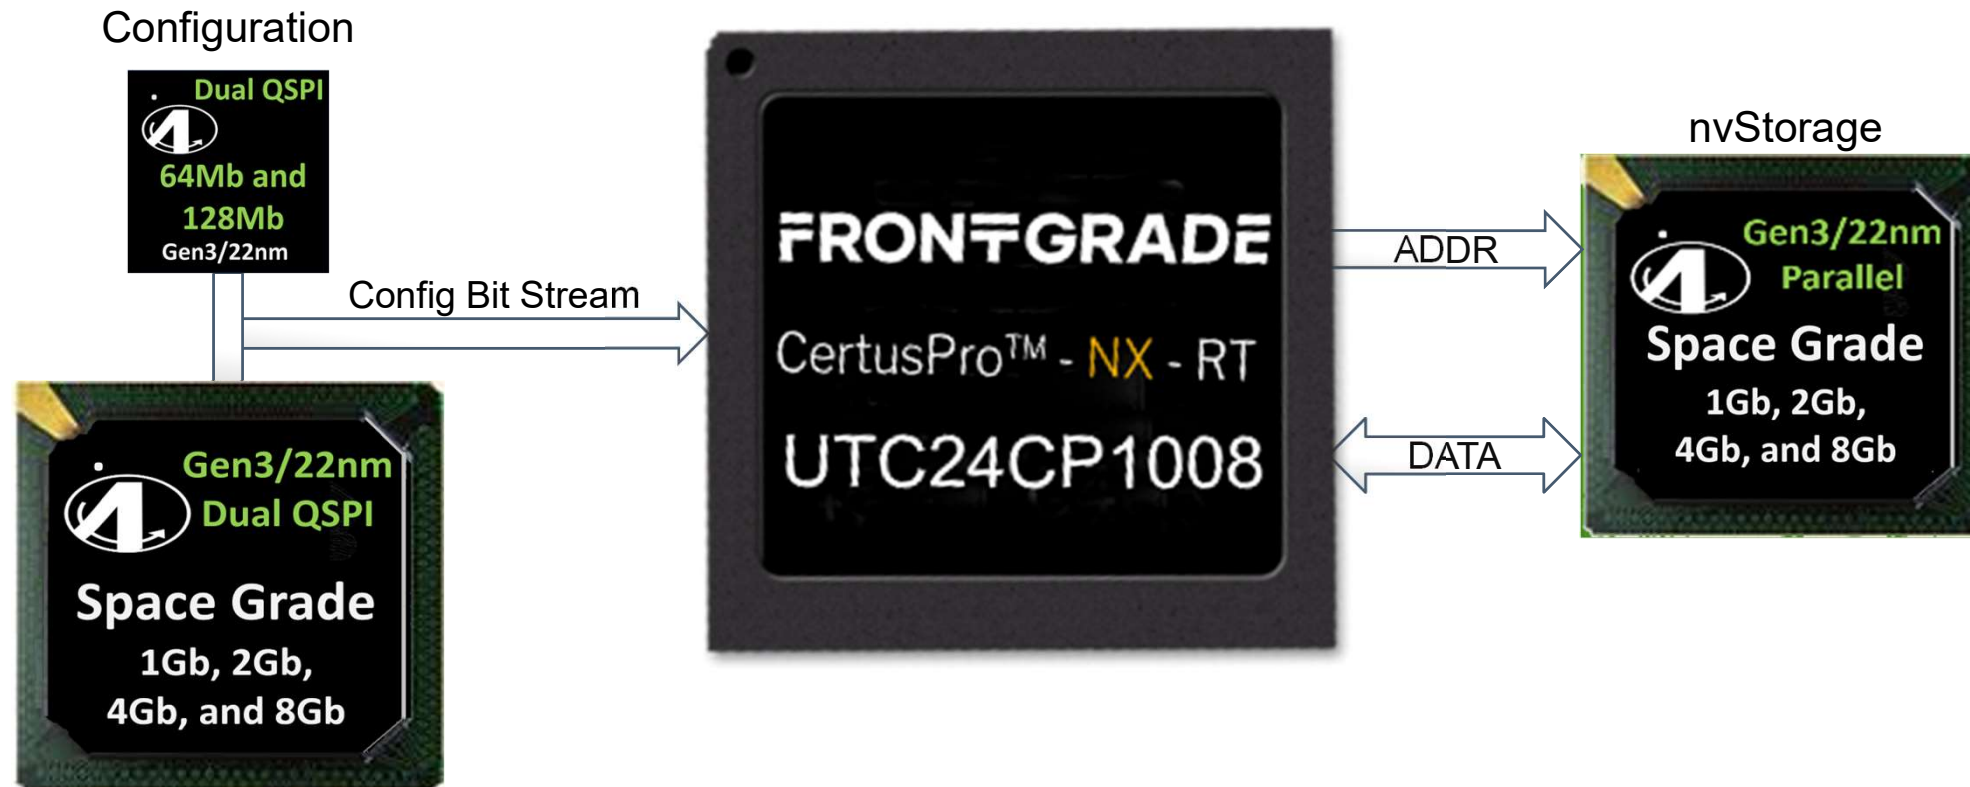 Configuration
Dual QSPI
64Mb and
128Mb
Gen3/22nm
Config Bit Stream
Gen3/22nm
Dual QSPI
Space Grade
1Gb, 2Gb,
4Gb, and 8Gb
FRONTGRADE
CertusPro™ - NX - RT
UTC24CP1008
ADDR
DATA
nvStorage
Gen3/22nm
Parallel
Space Grade
1Gb, 2Gb,
4Gb, and 8Gb